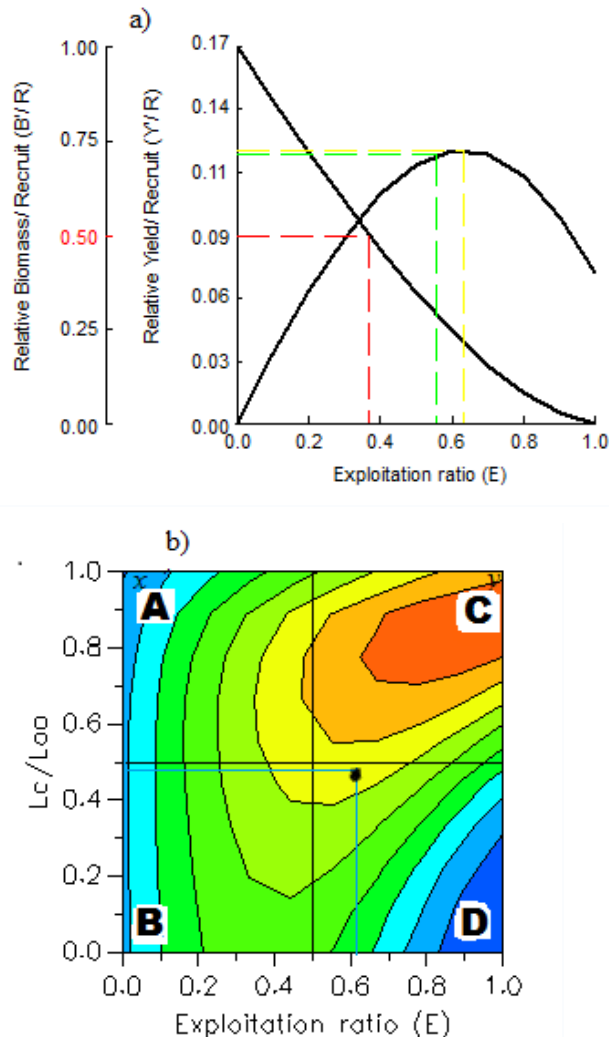 a)
Relative Biomass/ Recruit (B'/R)
1.00
0.75
0.50
0.25
0.00
Relative Yield/ Recruit (Y'/R)
0.17
0.14
0.11
0.09
0.06
0.03
0.00
0.0 0.2 0.4 0.6 0.8 1.0
Exploitation ratio (E)
b)
Lc/Loo
1.0
0.8
0.6
0.4
0.2
0.0
x
A
C
B
D
0.0 0.2 0.4 0.6 0.8 1.0
Exploitation ratio (E)